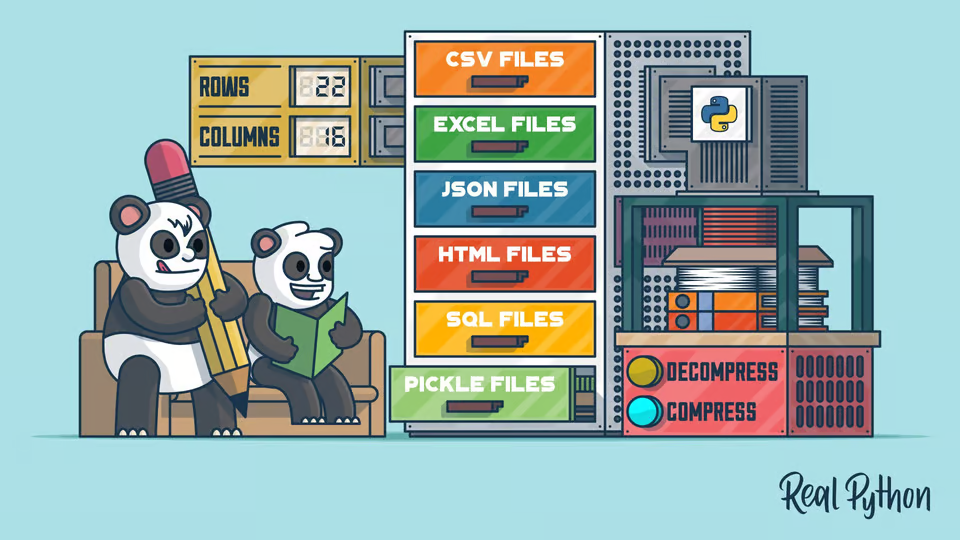 ROWS 22
COLUMNS 16
CSV FILES
EXCEL FILES
JSON FILES
HTML FILES
SQL FILES
PICKLE FILES
DECOMPRESS
COMPRESS
Real Python